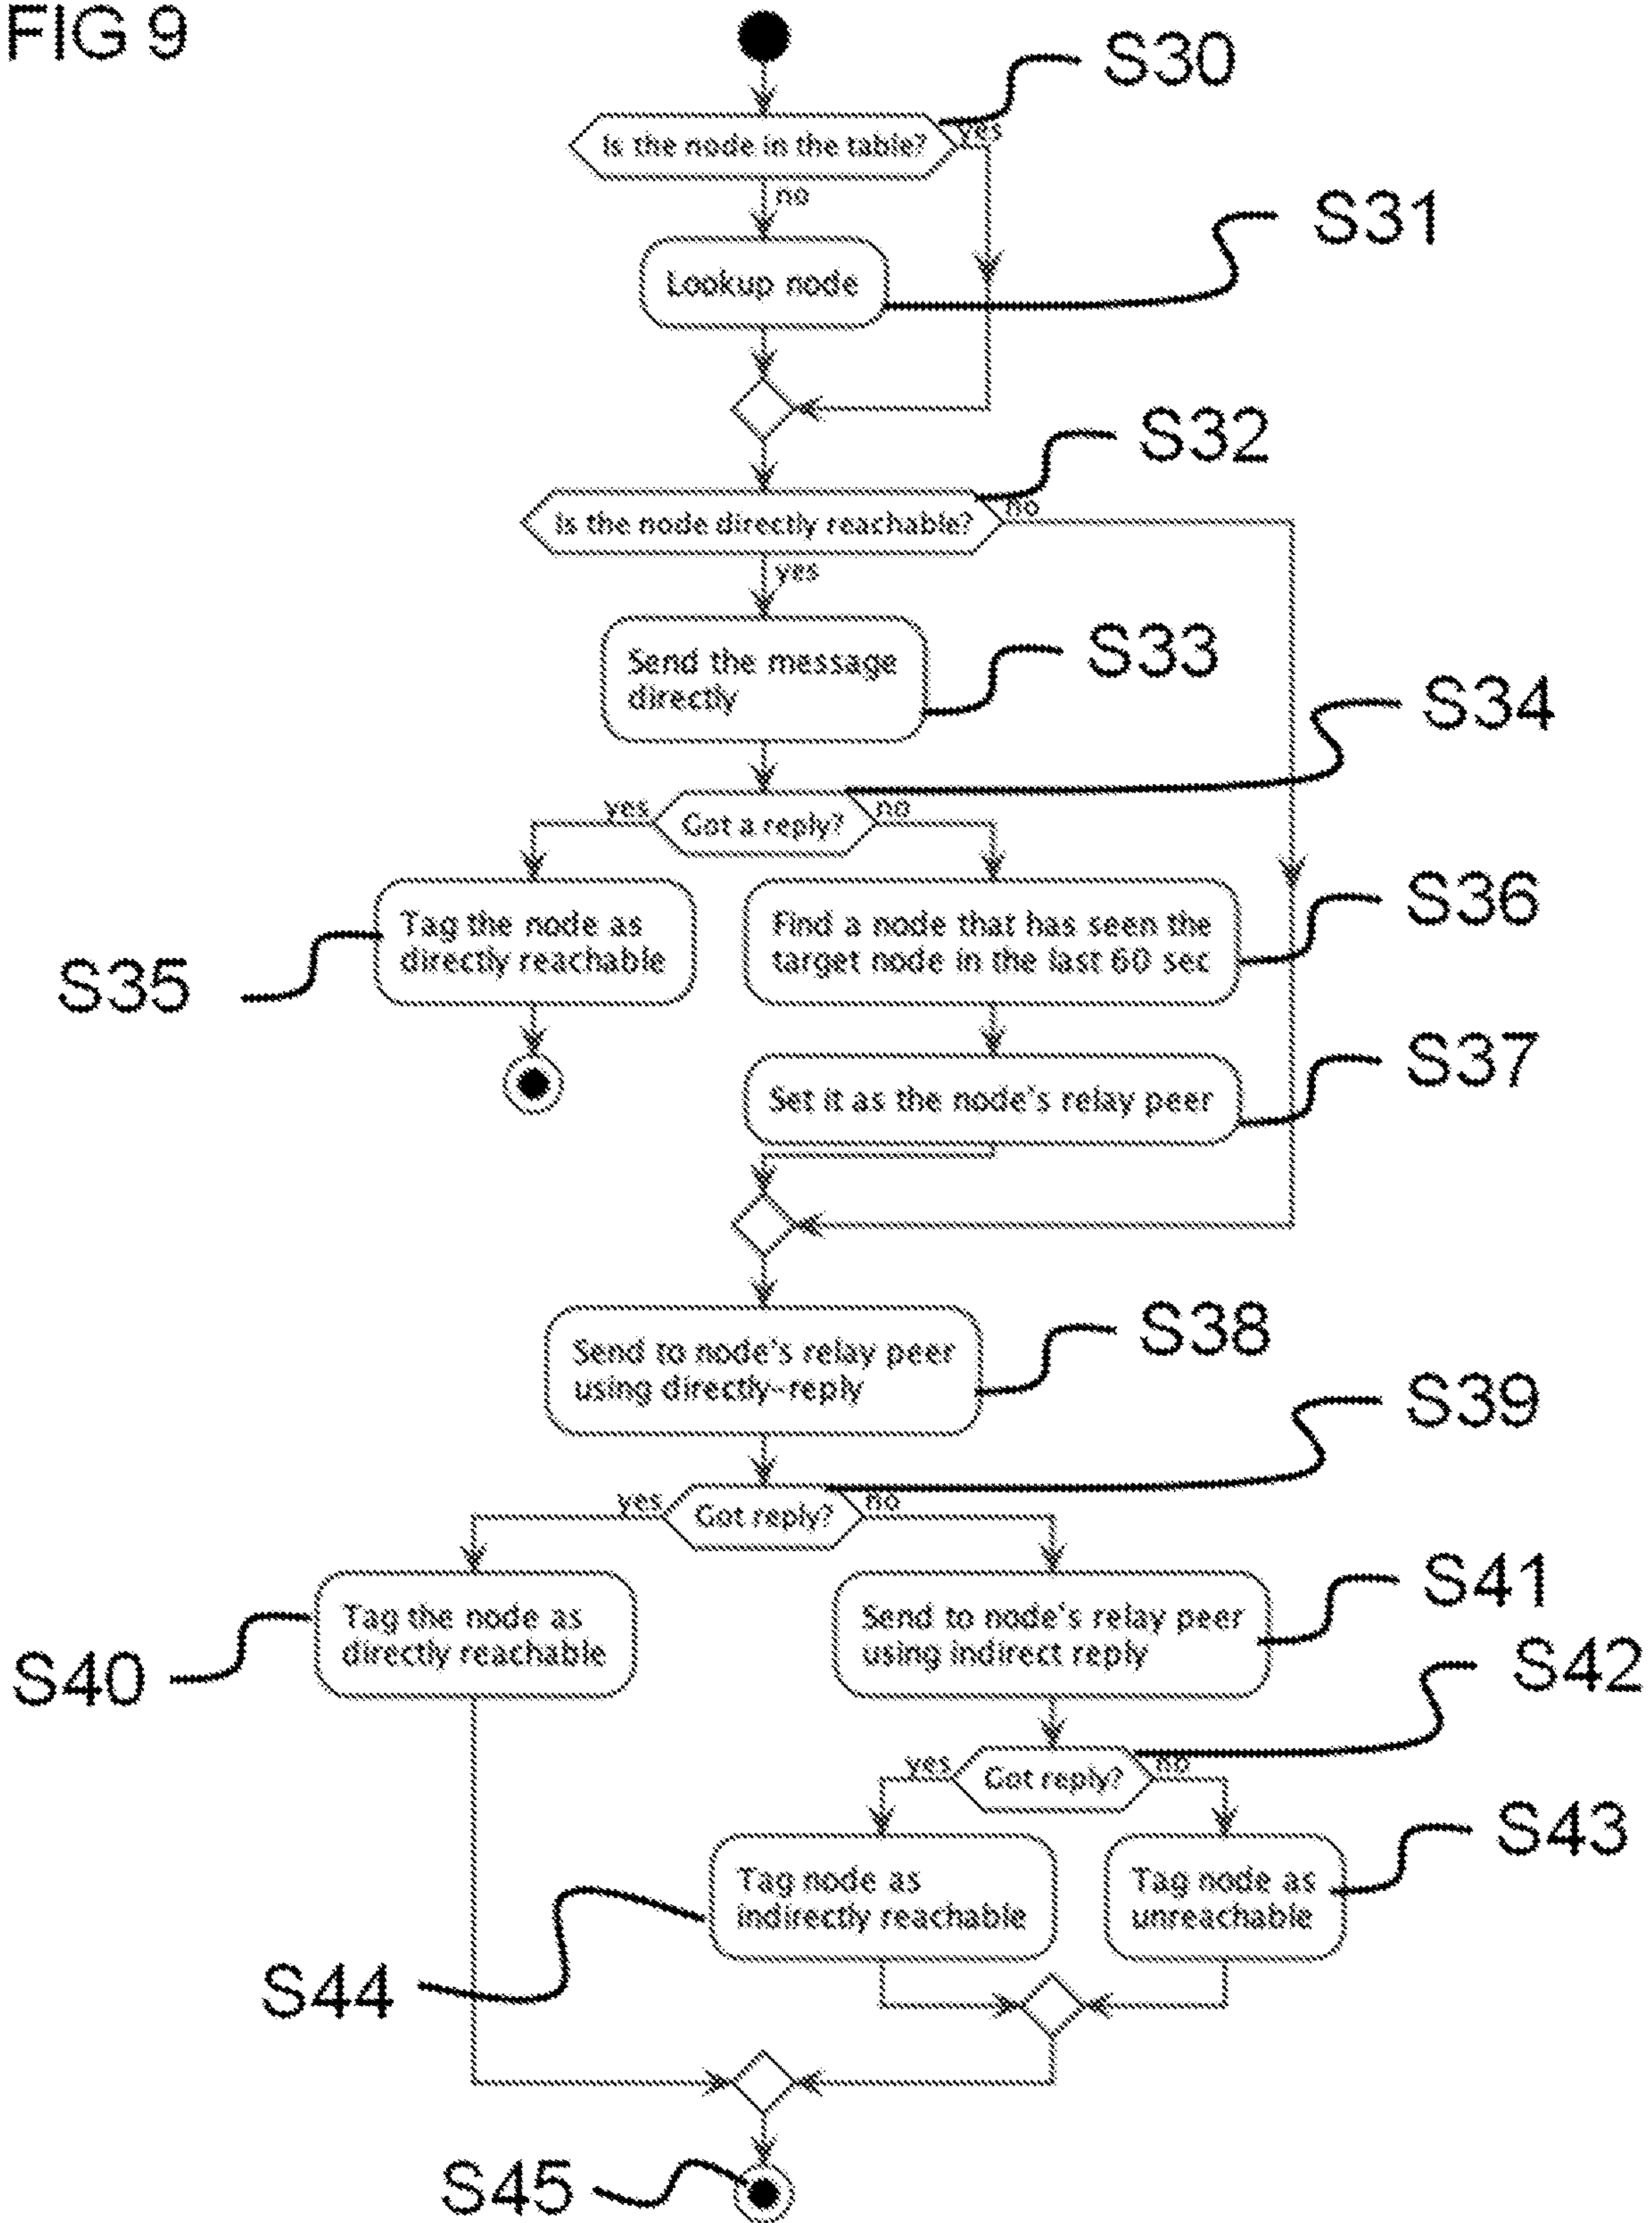 FIG 9
S30
Is the node in the table?
yes
no
S31
Lookup node
S32
Is the node directly reachable?
no
yes
S33
Send the message
directly
S34
yes
Got a reply?
no
S36
Tag the node as
directly reachable
Find a node that has seen the
target node in the last 60 sec
S35
S37
Set it as the node's relay peer
S38
Send to node's relay peer
using directly-reply
S39
yes
Got reply?
no
S41
Tag the node as
directly reachable
Send to node's relay peer
using indirect reply
S40
S42
yes
Got reply?
no
S43
Tag node as
indirectly reachable
Tag node as
unreachable
S44
S45